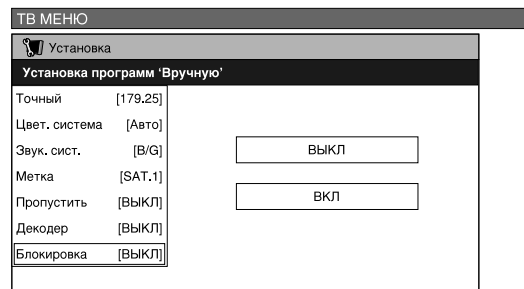 ТВ МЕНЮ
Установка
Установка программ ‘Вручную’
Точный [179.25]
Цвет. система [Авто]
Звук. сист. [B/G]
ВЫКЛ
Метка [SAT.1]
Пропустить [ВЫКЛ]
ВКЛ
Декодер [ВЫКЛ]
Блокировка [ВЫКЛ]